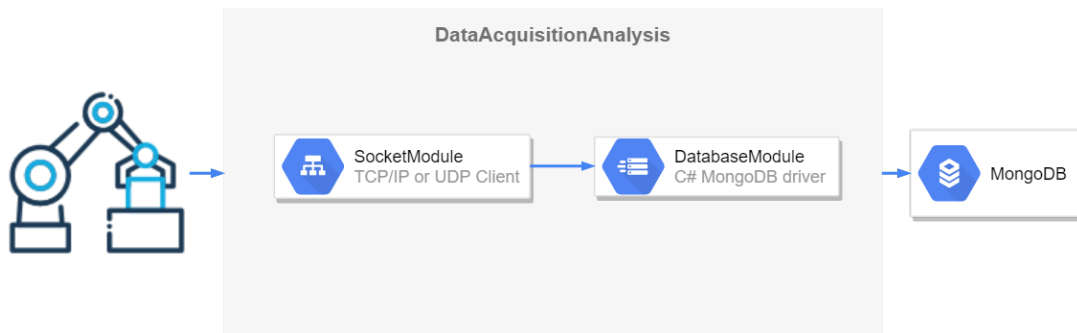 DataAcquisitionAnalysis
SocketModule
TCP/IP or UDP Client
DatabaseModule
C# MongoDB driver
MongoDB